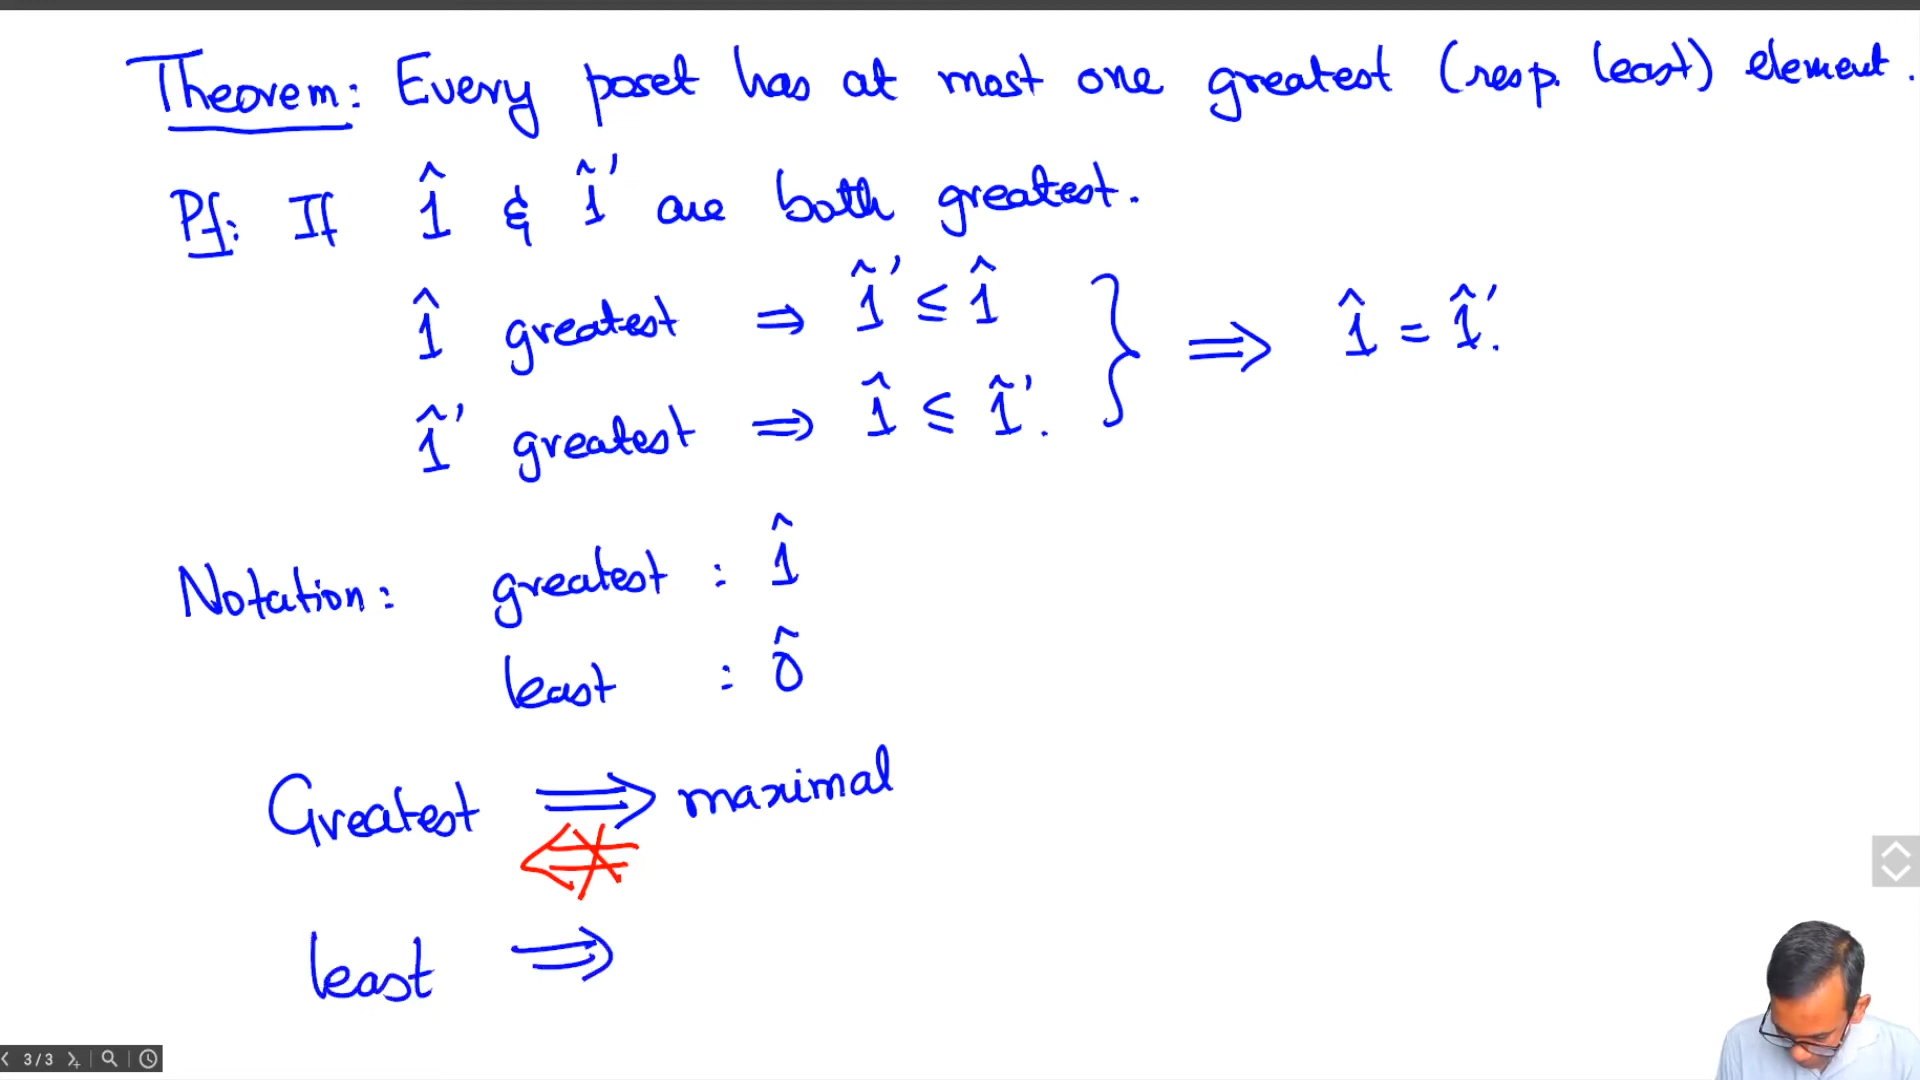 Theorem: Every poset has at most one greatest (resp. least) element.
Pf: If 1̂ & 1̂' are both greatest.
1̂ greatest ⇒ 1̂' ≤ 1̂
1̂' greatest ⇒ 1̂ ≤ 1̂'.
} ⟹ 1̂ = 1̂'.
Notation: greatest : 1̂
least : 0̂
Greatest ⟹ maximal
⇍
least ⟹
3/3